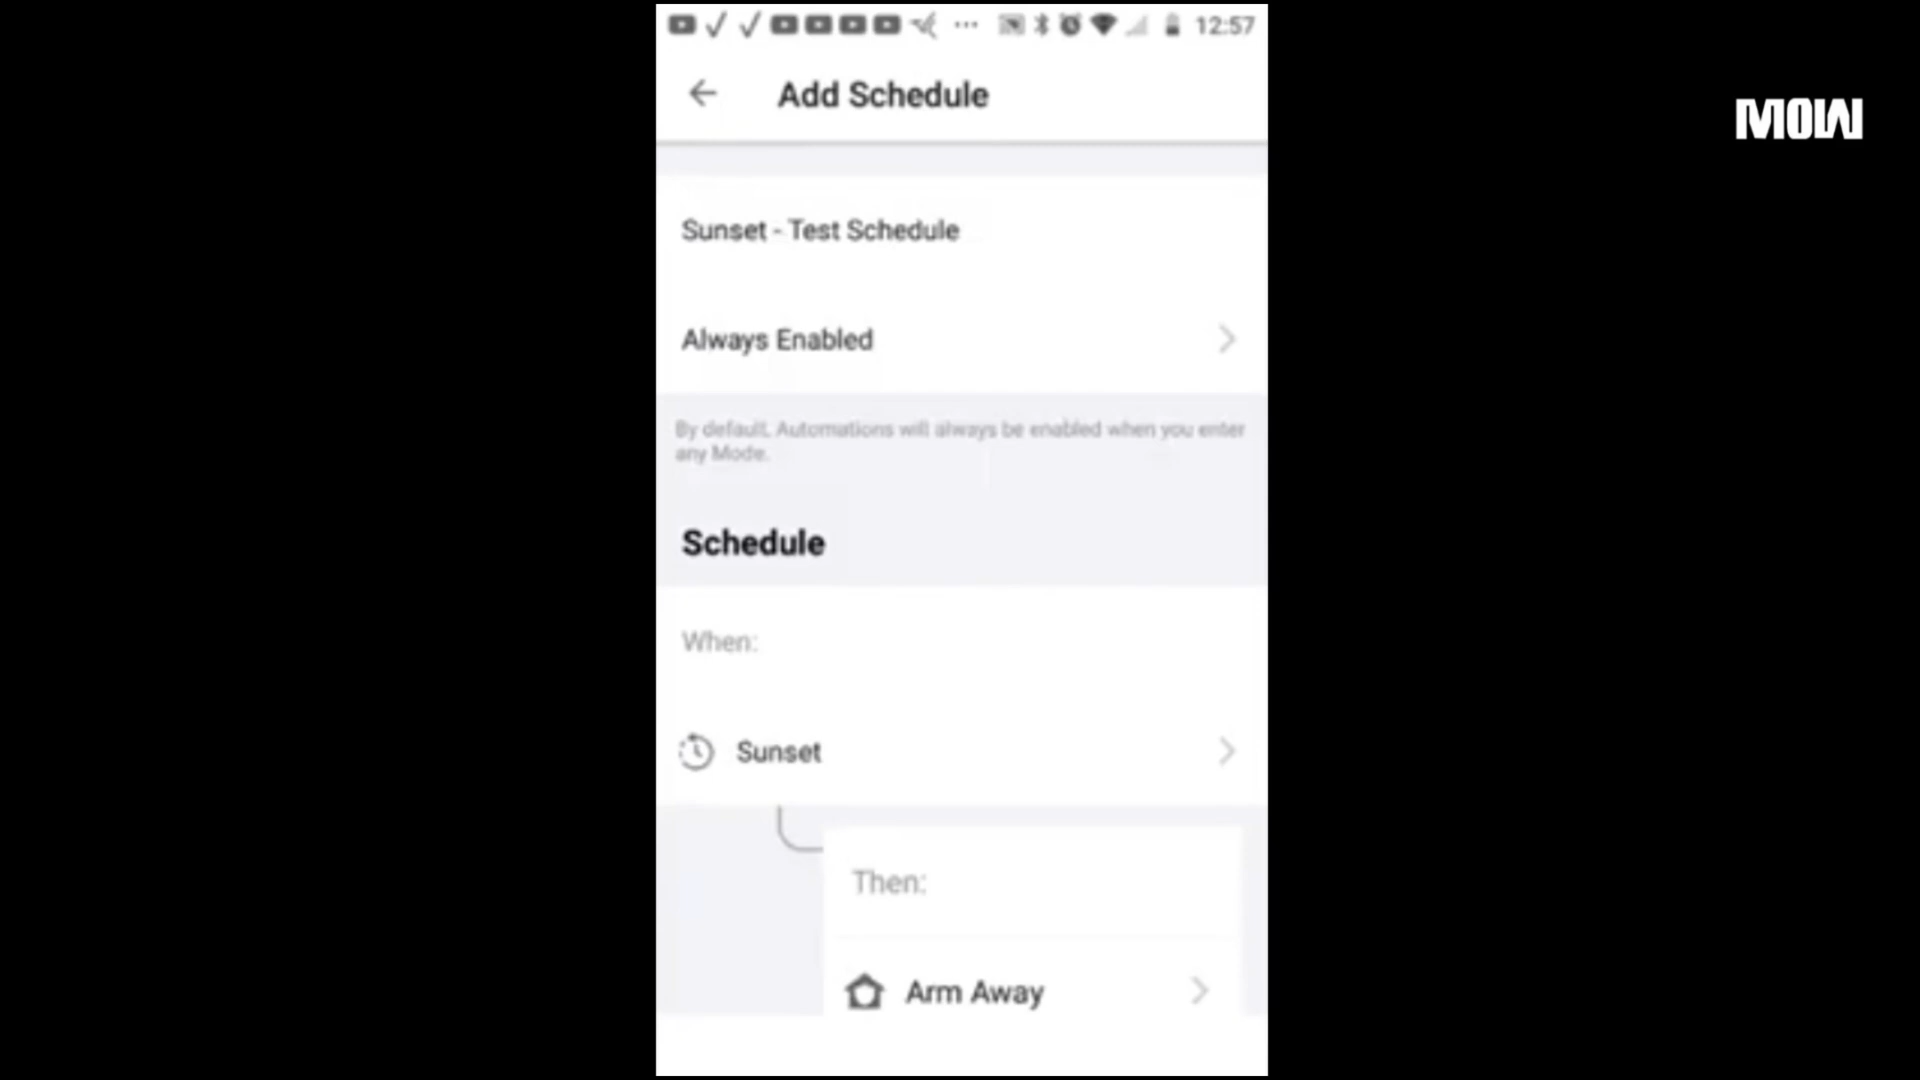 12:57
Add Schedule
MOW
Sunset - Test Schedule
Always Enabled
By default, Automations will always be enabled when you enter
any Mode.
Schedule
When:
Sunset
Then:
Arm Away